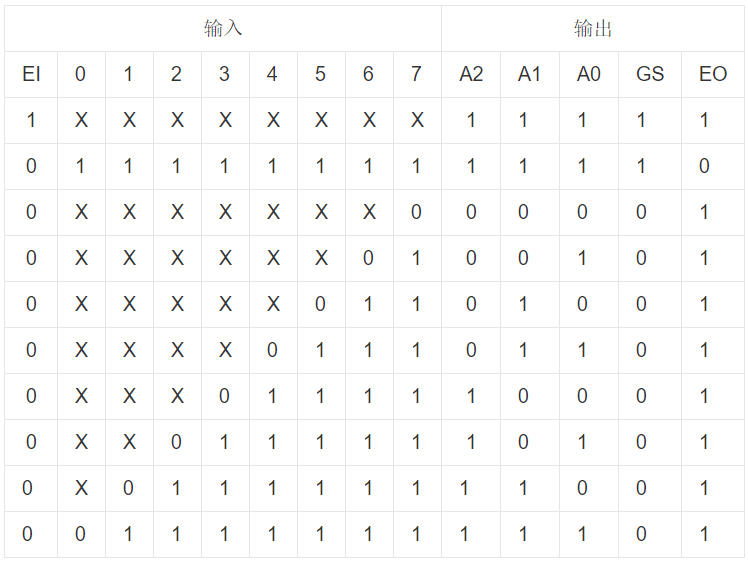 输入 输出
EI 0 1 2 3 4 5 6 7 A2 A1 A0 GS EO
1 X X X X X X X X 1 1 1 1 1
0 1 1 1 1 1 1 1 1 1 1 1 1 0
0 X X X X X X X 0 0 0 0 0 1
0 X X X X X X 0 1 0 0 1 0 1
0 X X X X X 0 1 1 0 1 0 0 1
0 X X X X 0 1 1 1 0 1 1 0 1
0 X X X 0 1 1 1 1 1 0 0 0 1
0 X X 0 1 1 1 1 1 1 0 1 0 1
0 X 0 1 1 1 1 1 1 1 1 0 0 1
0 0 1 1 1 1 1 1 1 1 1 1 0 1